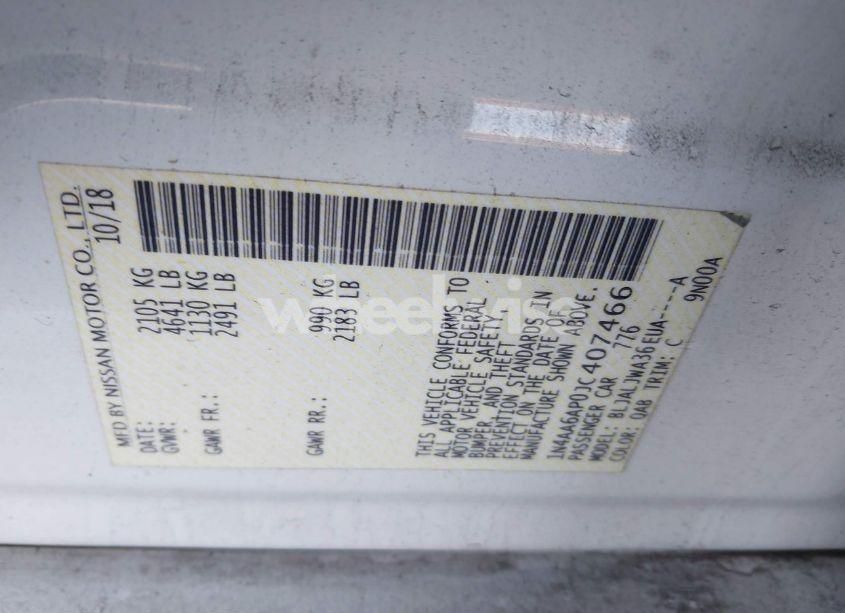 MFD BY NISSAN MOTOR CO., LTD.
DATE: 10/18
GVWR: 2105 KG
4641 LB
GAWR FR.: 1130 KG
2491 LB
GAWR RR.: 990 KG
2183 LB
THIS VEHICLE CONFORMS TO
ALL APPLICABLE FEDERAL
MOTOR VEHICLE SAFETY,
BUMPER, AND THEFT
PREVENTION STANDARDS IN
EFFECT ON THE DATE OF
MANUFACTURE SHOWN ABOVE.
1N4AA6AP0JC407466
PASSENGER CAR 776
MODEL: BLJALJWA36EUA-----A
COLOR: QAB TRIM: C 9N00A
wheelwise